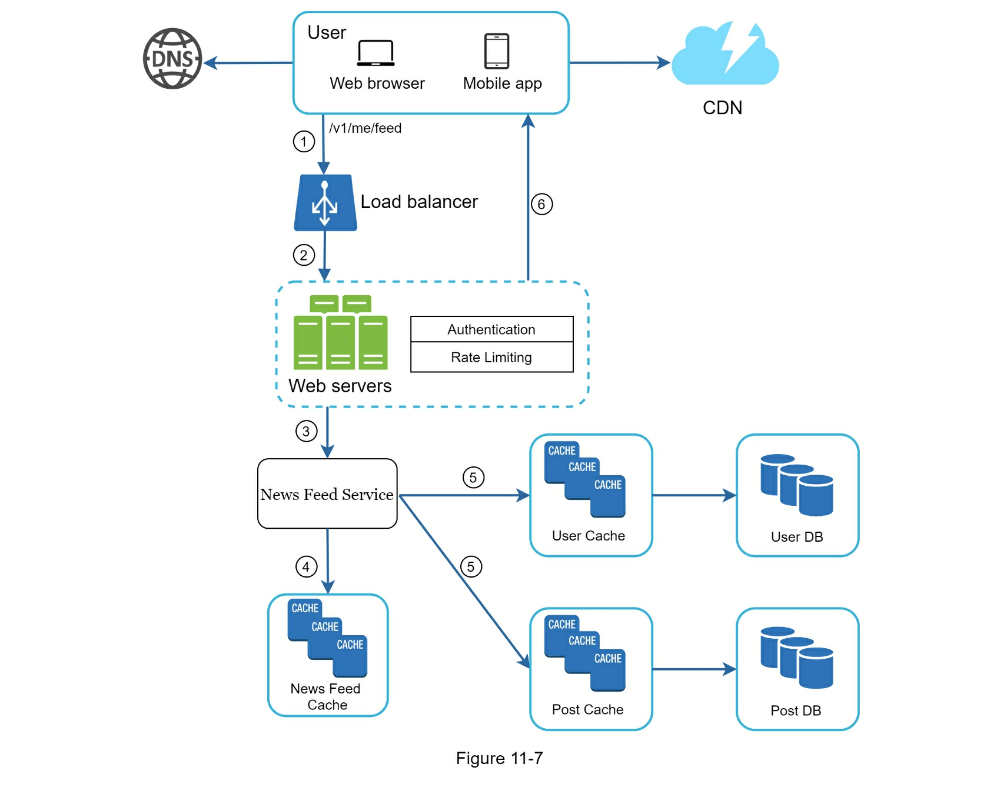 DNS
User
Web browser
Mobile app
CDN
/v1/me/feed
1
Load balancer
6
2
Authentication
Rate Limiting
Web servers
3
News Feed Service
5
CACHE
CACHE
CACHE
User Cache
User DB
4
5
CACHE
CACHE
CACHE
News Feed
Cache
CACHE
CACHE
CACHE
Post Cache
Post DB
Figure 11-7